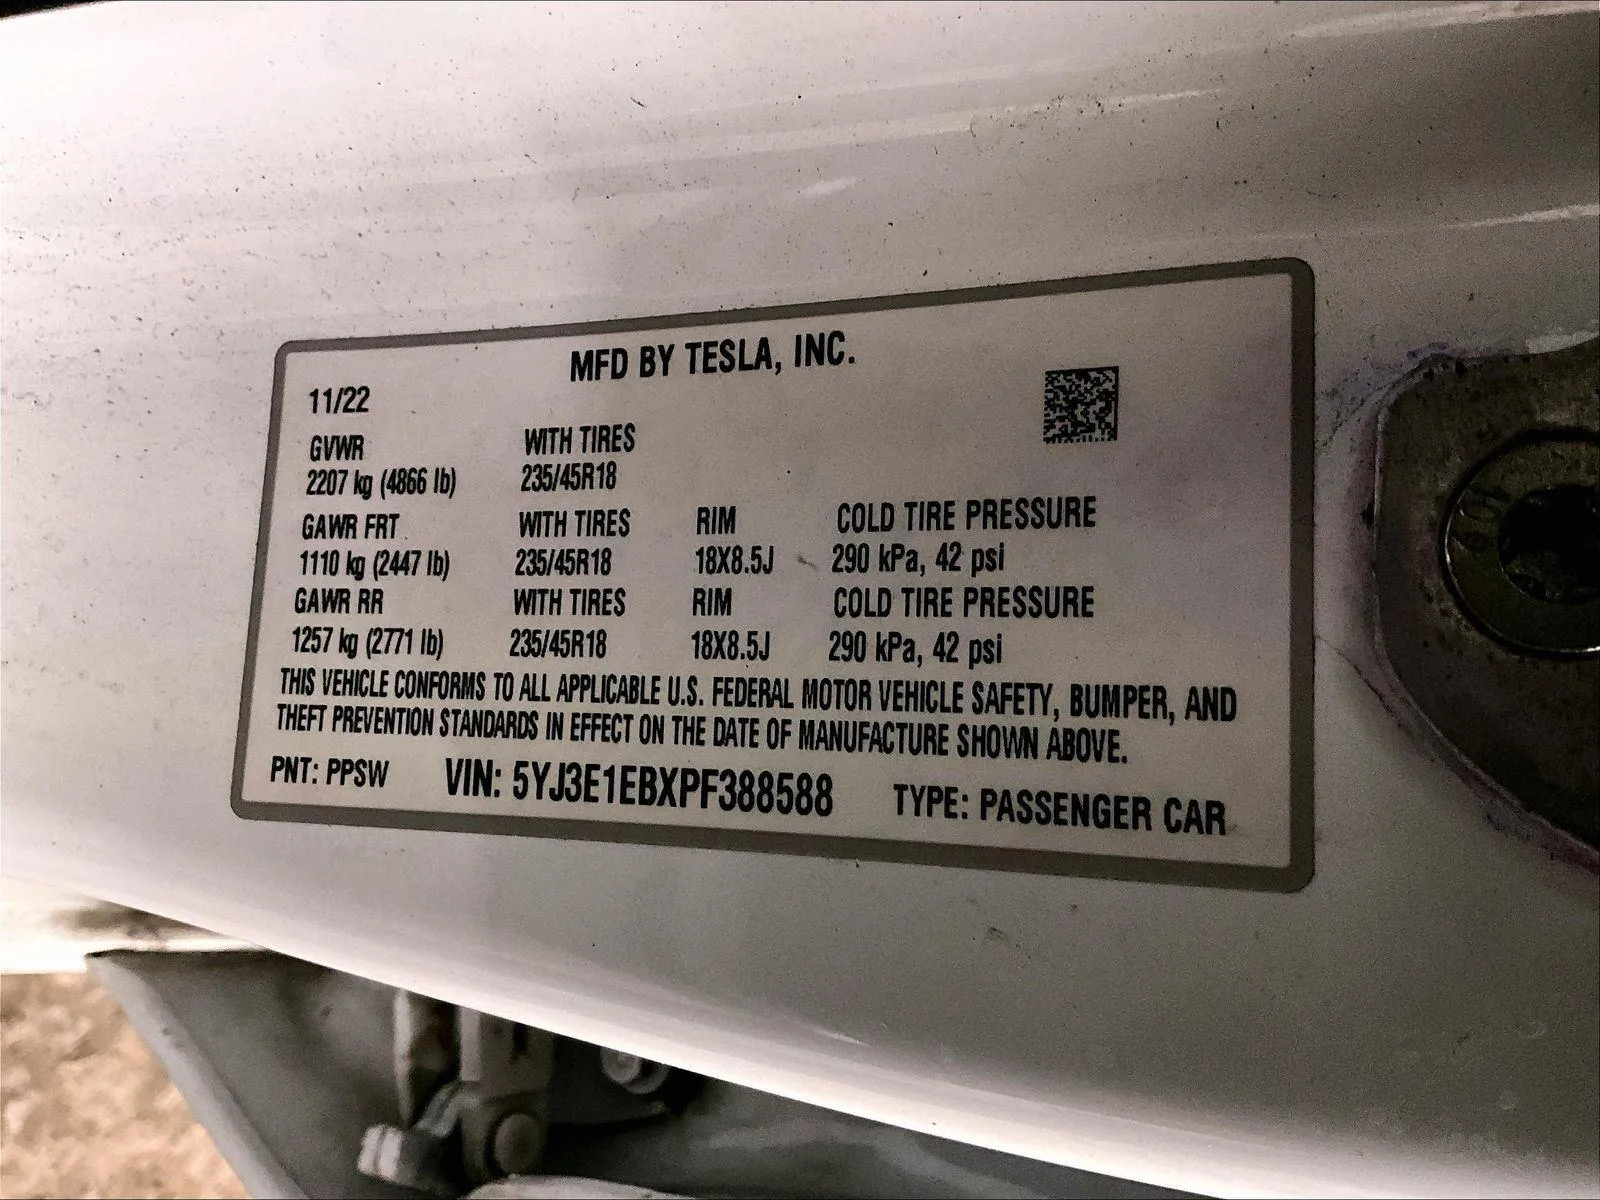 MFD BY TESLA, INC.
11/22
GVWR WITH TIRES
2207 kg (4866 lb) 235/45R18
GAWR FRT WITH TIRES RIM COLD TIRE PRESSURE
1110 kg (2447 lb) 235/45R18 18X8.5J 290 kPa, 42 psi
GAWR RR WITH TIRES RIM COLD TIRE PRESSURE
1257 kg (2771 lb) 235/45R18 18X8.5J 290 kPa, 42 psi
THIS VEHICLE CONFORMS TO ALL APPLICABLE U.S. FEDERAL MOTOR VEHICLE SAFETY, BUMPER, AND
THEFT PREVENTION STANDARDS IN EFFECT ON THE DATE OF MANUFACTURE SHOWN ABOVE.
PNT: PPSW VIN: 5YJ3E1EBXPF388588 TYPE: PASSENGER CAR